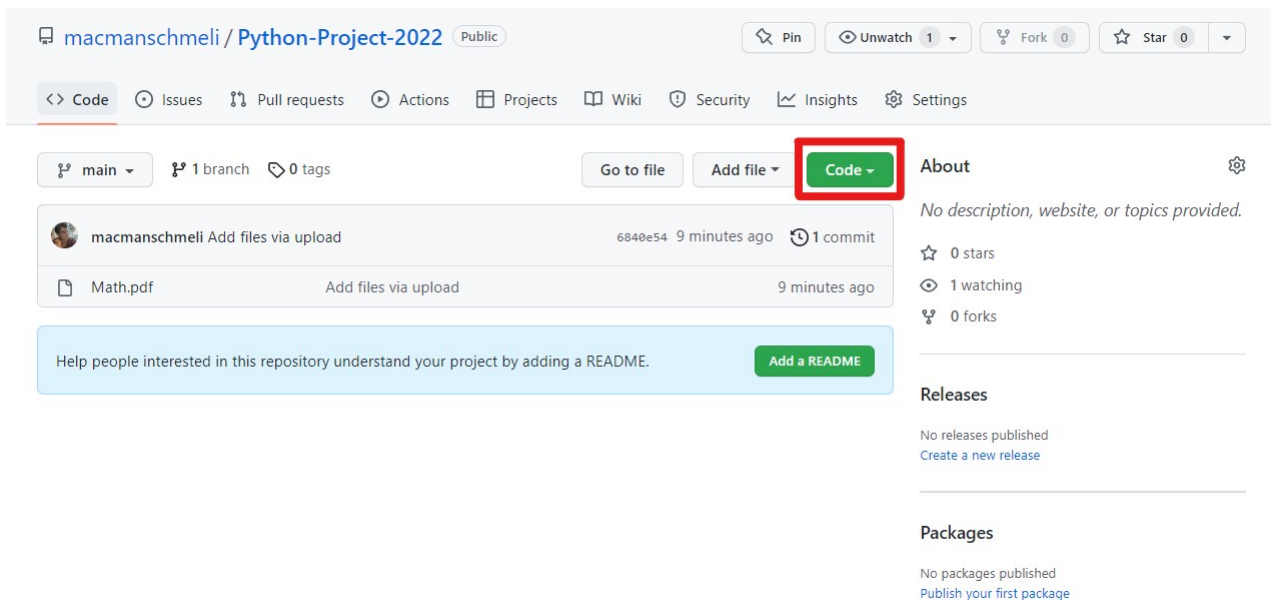 macmanschmeli / Python-Project-2022 Public
Pin
Unwatch 1
Fork 0
Star 0
<> Code
Issues
Pull requests
Actions
Projects
Wiki
Security
Insights
Settings
main
1 branch
0 tags
Go to file
Add file
Code
macmanschmeli Add files via upload
6840e54 9 minutes ago
1 commit
Math.pdf
Add files via upload
9 minutes ago
Help people interested in this repository understand your project by adding a README.
Add a README
About
No description, website, or topics provided.
0 stars
1 watching
0 forks
Releases
No releases published
Create a new release
Packages
No packages published
Publish your first package